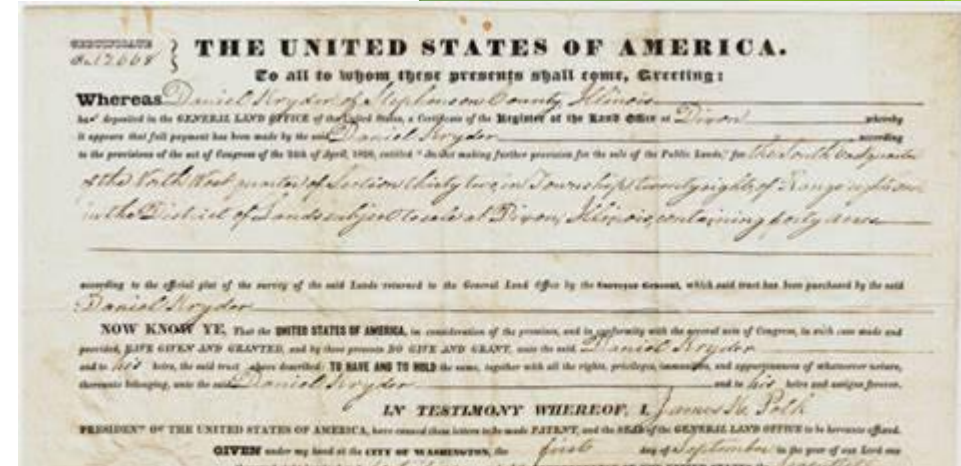 CERTIFICATE
No. 12668
THE UNITED STATES OF AMERICA.
To all to whom these presents shall come, Greeting:
Whereas Daniel Kryder of Stephenson County, Illinois
has deposited in the GENERAL LAND OFFICE of the United States, a Certificate of the Register of the Land Office at Dixon whereby
it appears that full payment has been made by the said Daniel Kryder according
to the provisions of the act of Congress of the 24th of April, 1820, entitled "An Act making further provision for the sale of the Public Lands," for the South East quarter
of the North West quarter of Section thirty two, in Township twenty eight, of Range eight
in the District of Lands subject to sale at Dixon, Illinois, containing forty acres
according to the official plat of the survey of the said Lands returned to the General Land Office by the Surveyor General, which said tract has been purchased by the said
Daniel Kryder
NOW KNOW YE, That the UNITED STATES OF AMERICA, in consideration of the premises, and in conformity with the several acts of Congress, in such case made and
provided, HAVE GIVEN AND GRANTED, and by these presents DO GIVE AND GRANT, unto the said Daniel Kryder
and to his heirs, the said tract above described: TO HAVE AND TO HOLD the same, together with all the rights, privileges, immunities, and appurtenances of whatsoever nature,
thereunto belonging, unto the said Daniel Kryder and to his heirs and assigns forever.
IN TESTIMONY WHEREOF, I, James K. Polk
PRESIDENT OF THE UNITED STATES OF AMERICA, have caused these letters to be made PATENT, and the SEAL of the GENERAL LAND OFFICE to be hereunto affixed.
GIVEN under my hand at the CITY OF WASHINGTON, the first day of September in the year of our Lord one